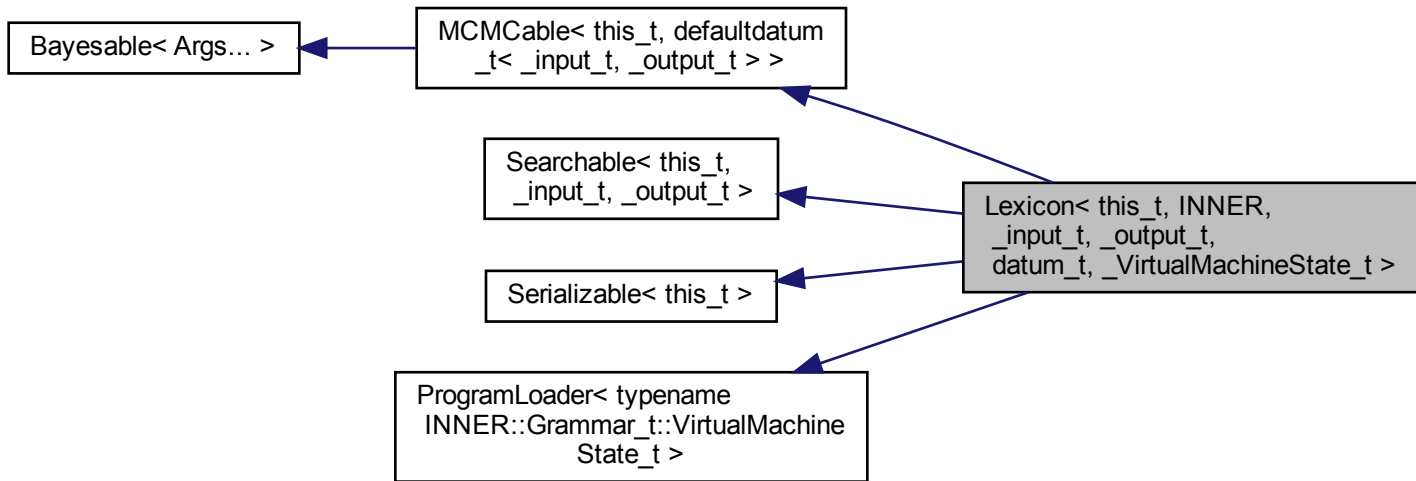 Bayesable< Args... >
MCMCable< this_t, defaultdatum
_t< _input_t, _output_t > >
Searchable< this_t,
_input_t, _output_t >
Serializable< this_t >
ProgramLoader< typename
INNER::Grammar_t::VirtualMachine
State_t >
Lexicon< this_t, INNER,
_input_t, _output_t,
datum_t, _VirtualMachineState_t >